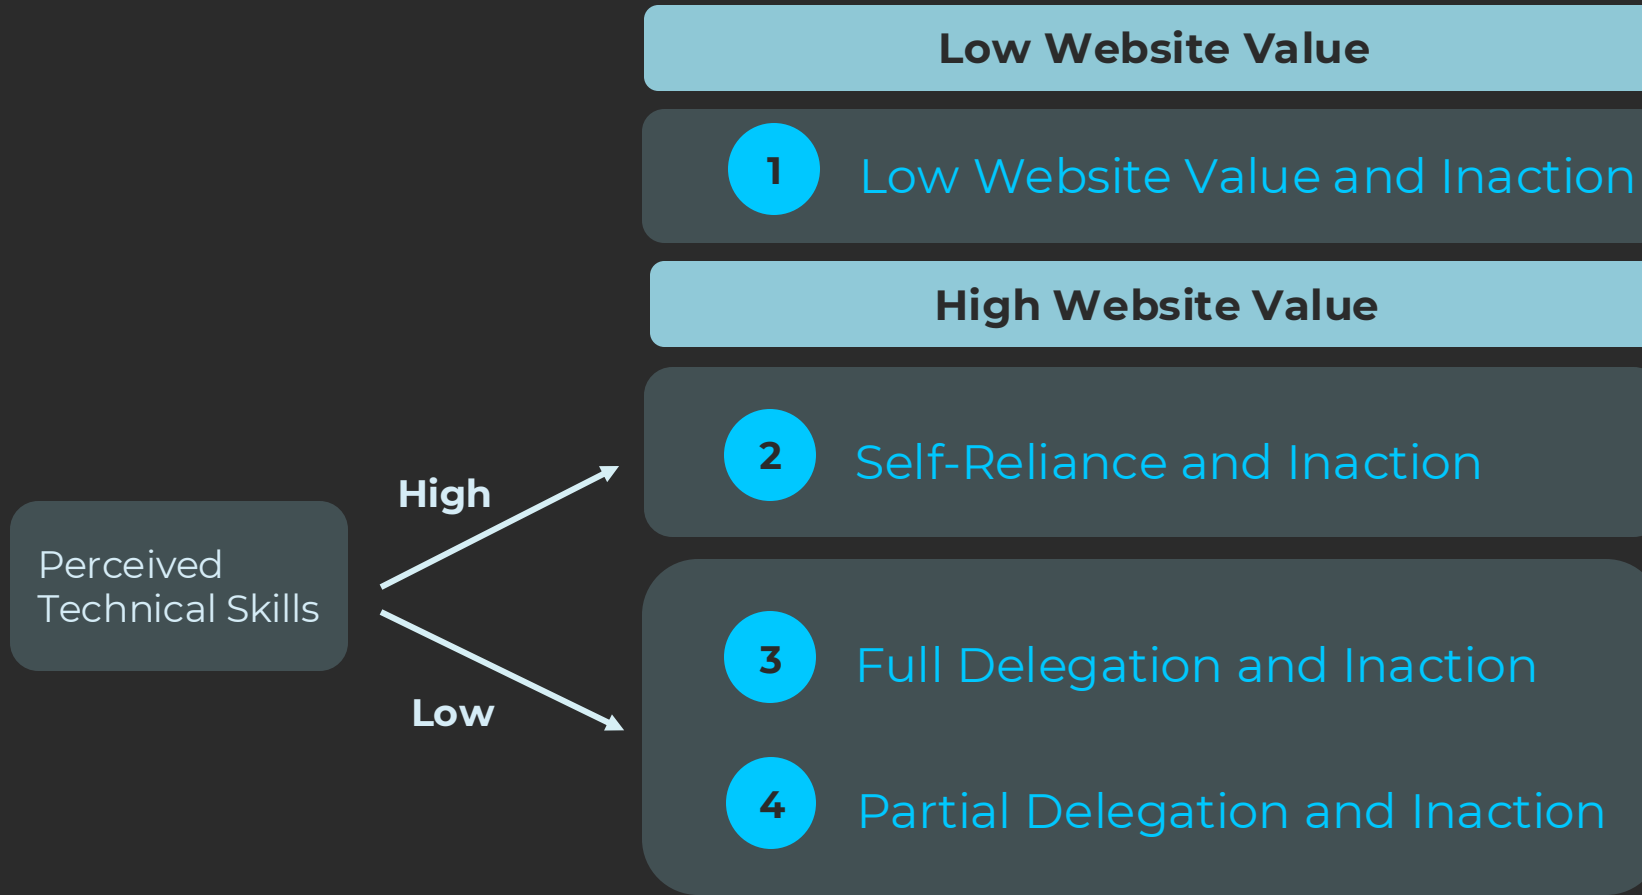 Low Website Value
1 Low Website Value and Inaction
High Website Value
2 Self-Reliance and Inaction
High
Perceived
Technical Skills
Low
3 Full Delegation and Inaction
4 Partial Delegation and Inaction